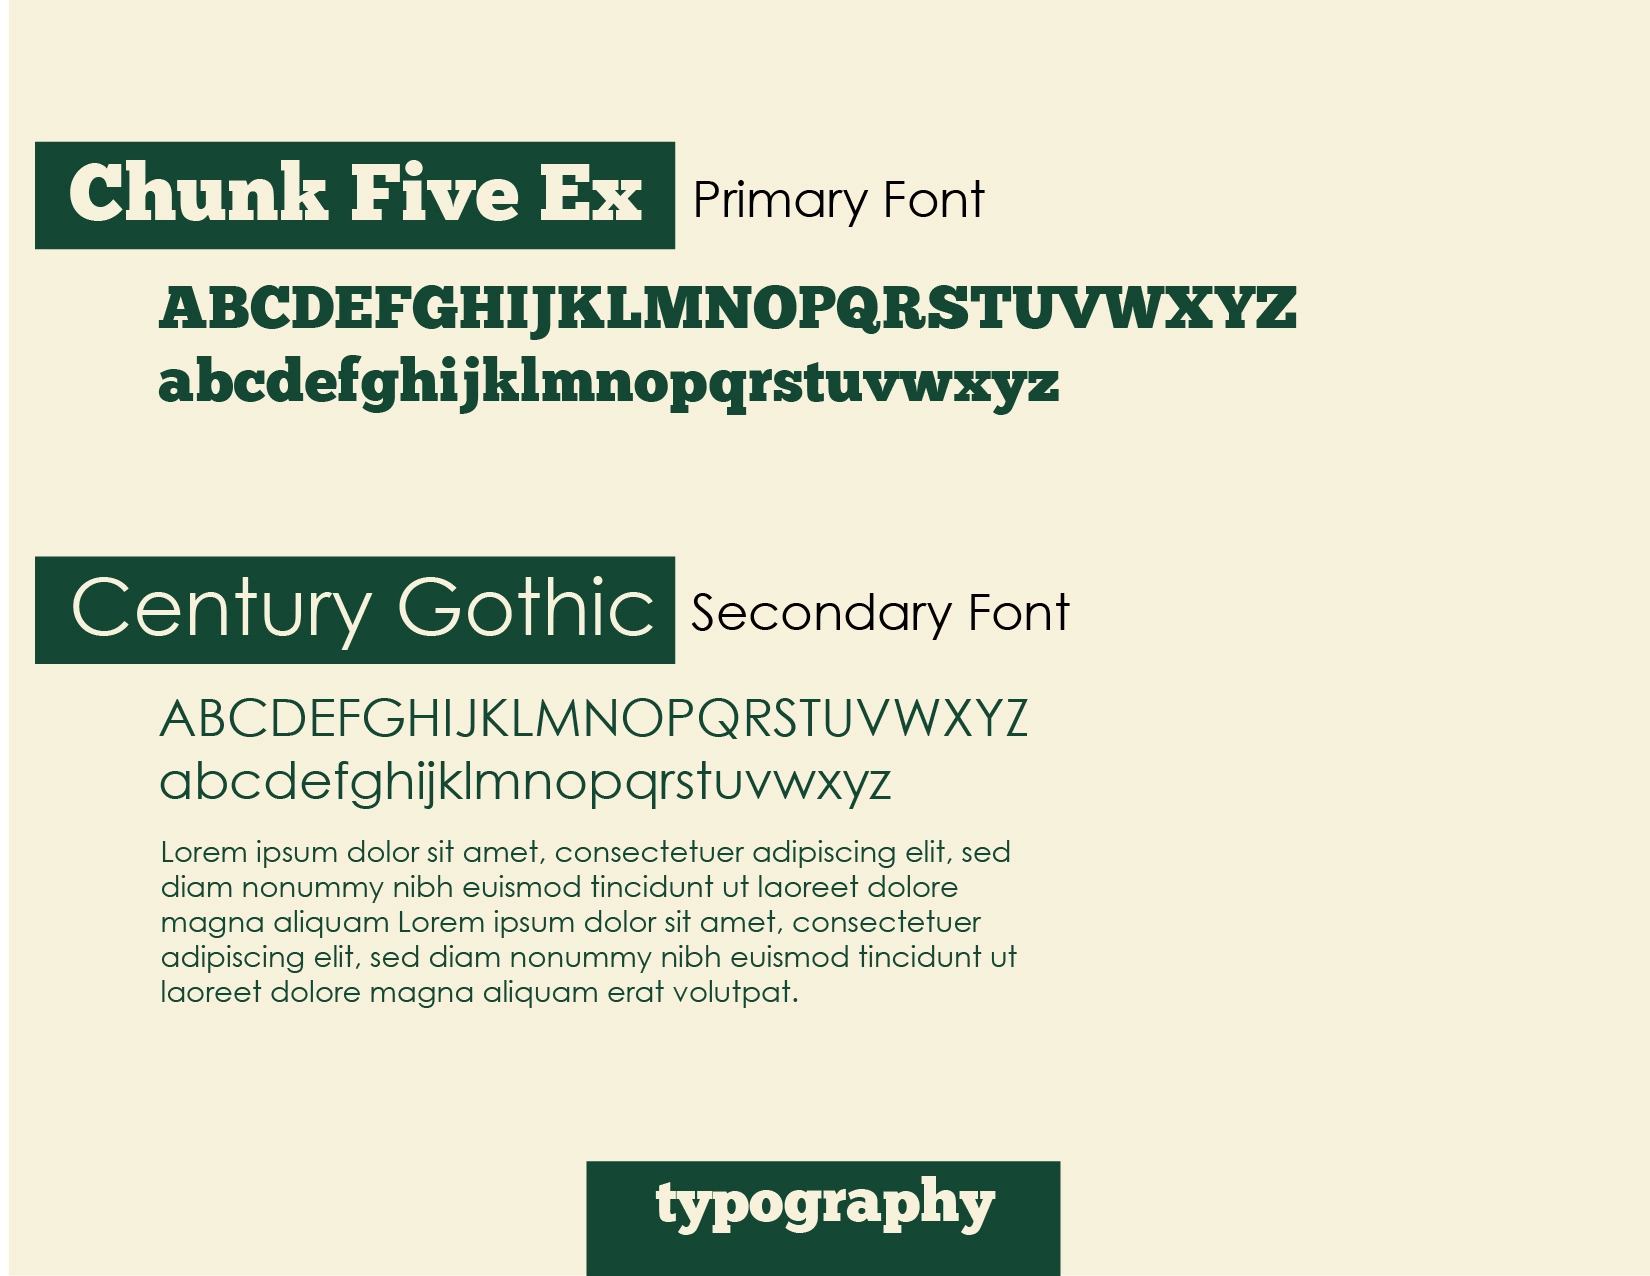 Chunk Five Ex Primary Font
ABCDEFGHIJKLMNOPQRSTUVWXYZ
abcdefghijklmnopqrstuvwxyz
Century Gothic Secondary Font
ABCDEFGHIJKLMNOPQRSTUVWXYZ
abcdefghijklmnopqrstuvwxyz
Lorem ipsum dolor sit amet, consectetuer adipiscing elit, sed
diam nonummy nibh euismod tincidunt ut laoreet dolore
magna aliquam Lorem ipsum dolor sit amet, consectetuer
adipiscing elit, sed diam nonummy nibh euismod tincidunt ut
laoreet dolore magna aliquam erat volutpat.
typography